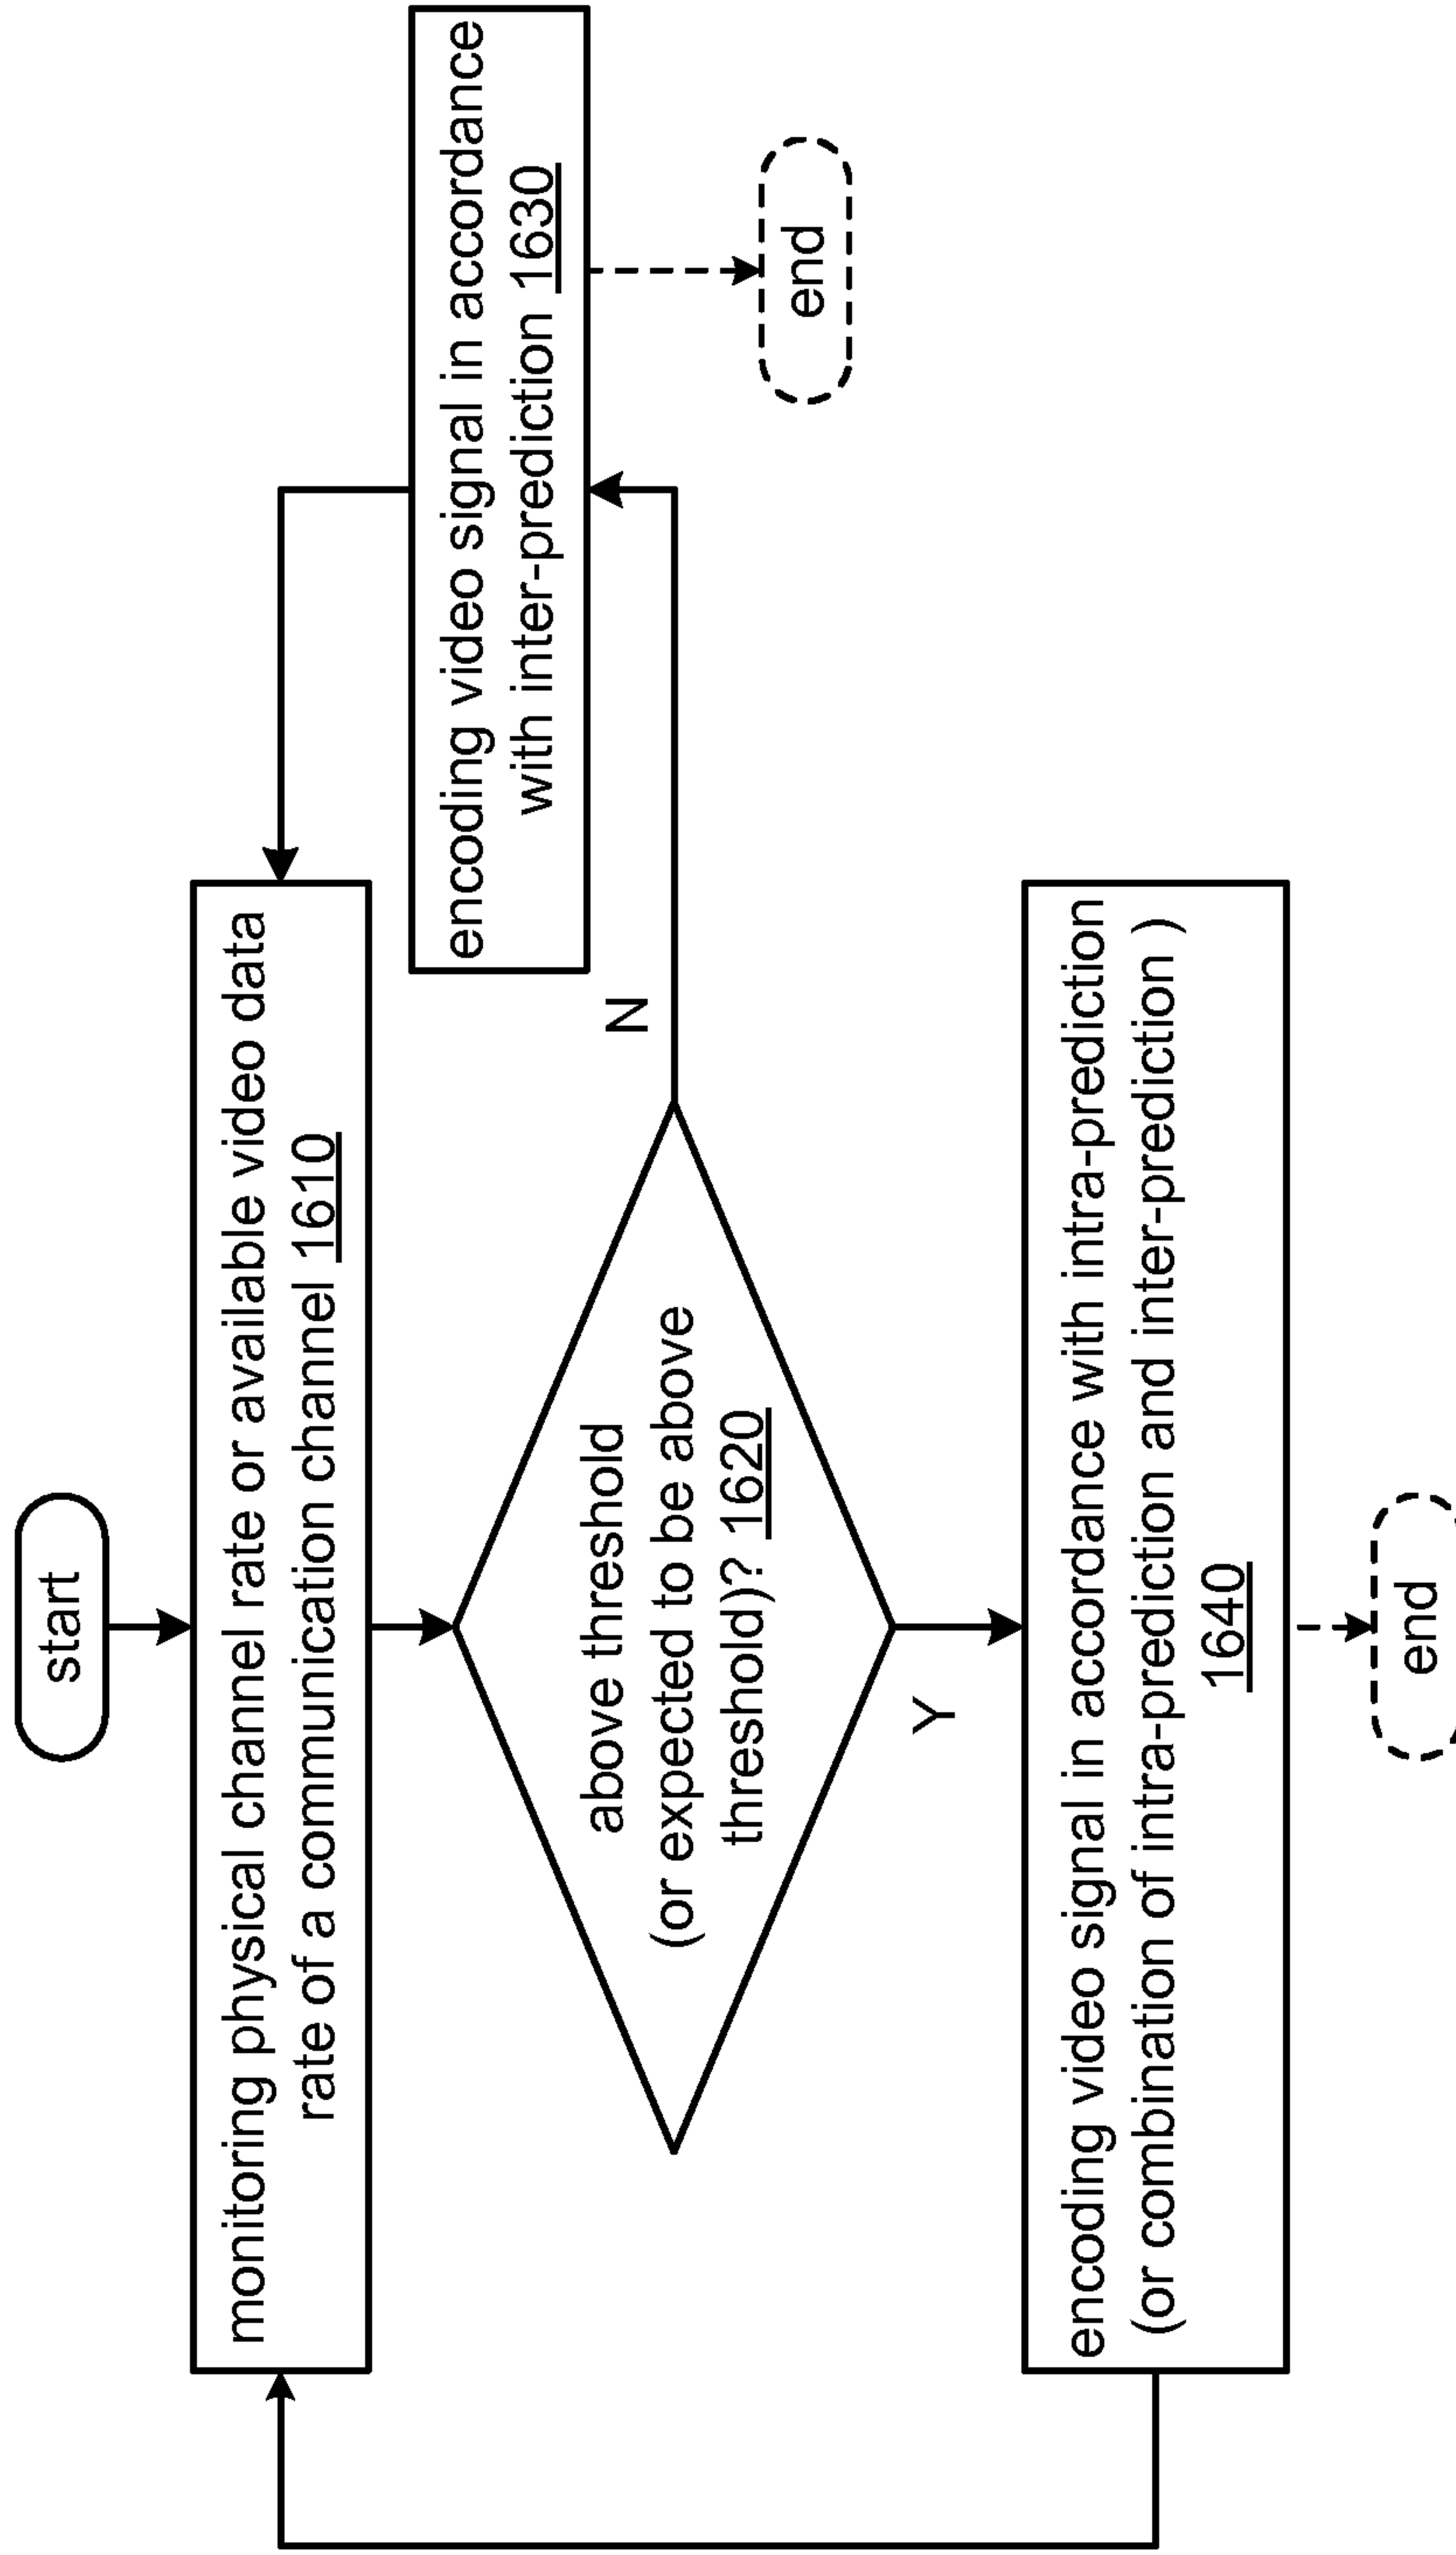 start
monitoring physical channel rate or available video data
rate of a communication channel 1610
above threshold
(or expected to be above
threshold)? 1620
N
encoding video signal in accordance
with inter-prediction 1630
end
Y
encoding video signal in accordance with intra-prediction
(or combination of intra-prediction and inter-prediction )
1640
end